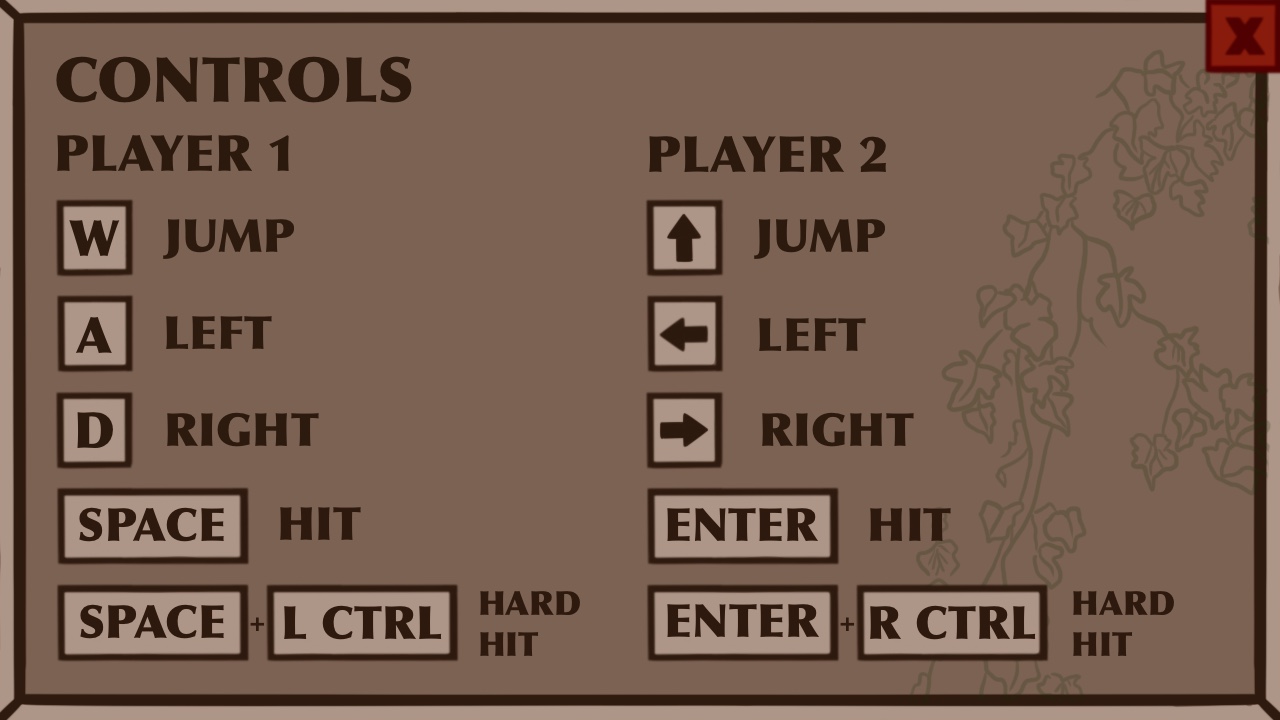 X
CONTROLS
PLAYER 1
W JUMP
A LEFT
D RIGHT
SPACE HIT
SPACE + L CTRL HARD
HIT
PLAYER 2
JUMP
LEFT
RIGHT
ENTER HIT
ENTER + R CTRL HARD
HIT